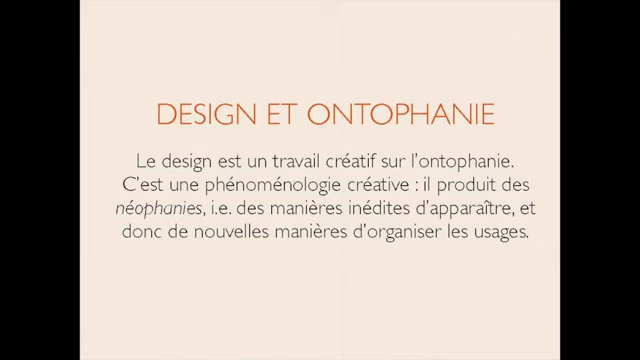 DESIGN ET ONTOPHANIE
Le design est un travail créatif sur l'ontophanie.
C'est une phénoménologie créative : il produit des
néophanies, i.e. des manières inédites d'apparaître, et
donc de nouvelles manières d'organiser les usages.